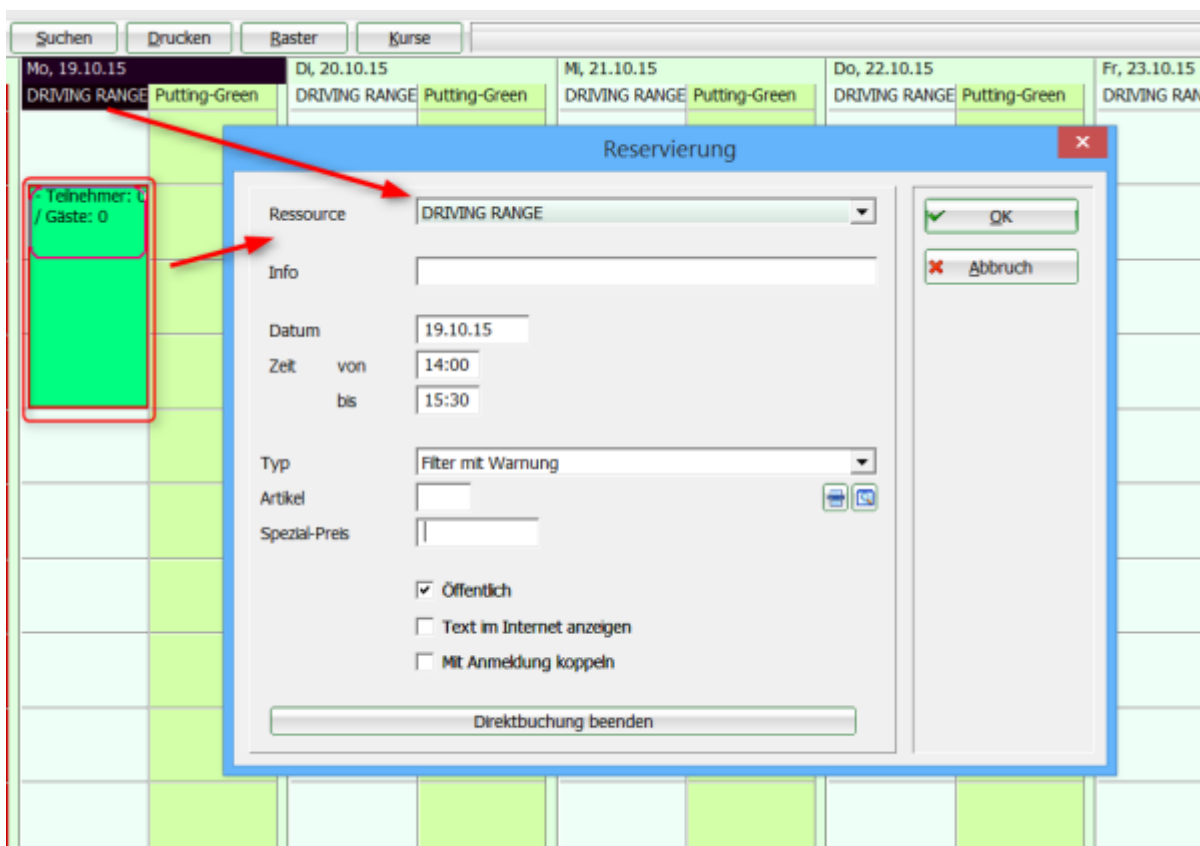 Suchen Drucken Raster Kurse
Mo, 19.10.15 Di, 20.10.15 Mi, 21.10.15 Do, 22.10.15 Fr, 23.10.15
DRIVING RANGE Putting-Green DRIVING RANGE Putting-Green DRIVING RANGE Putting-Green DRIVING RANGE Putting-Green DRIVING RAN
Reservierung
- Teilnehmer: 0
/ Gäste: 0
Ressource DRIVING RANGE
OK
Info
Abbruch
Datum 19.10.15
Zeit von 14:00
bis 15:30
Typ Filter mit Warnung
Artikel
Spezial-Preis
Öffentlich
Text im Internet anzeigen
Mit Anmeldung koppeln
Direktbuchung beenden